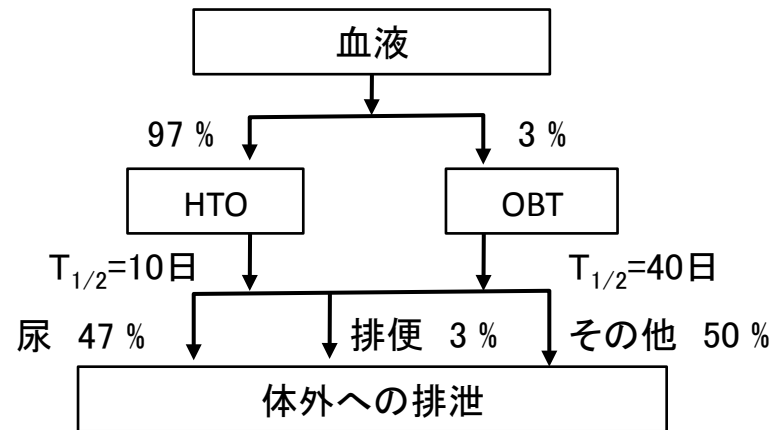 血液
97 % 3 %
HTO OBT
T1/2=10日 T1/2=40日
尿 47 % 排便 3 % その他 50 %
体外への排泄